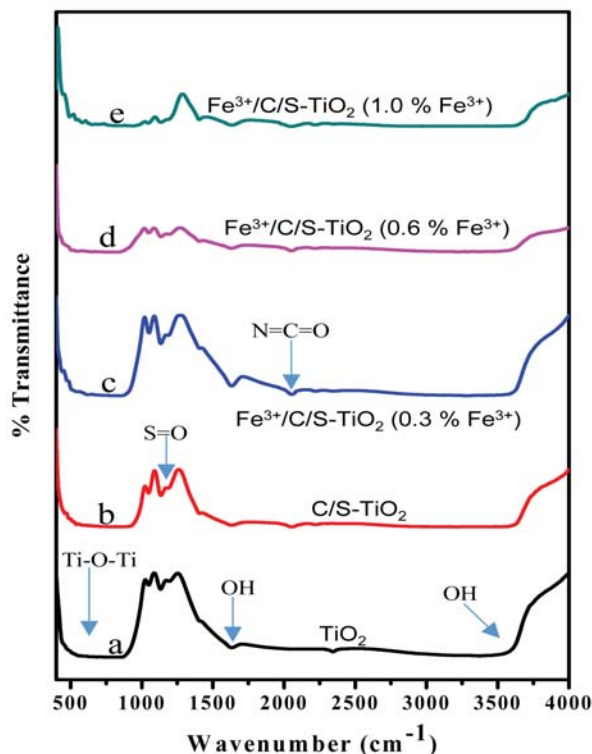 e
Fe³⁺/C/S-TiO₂ (1.0 % Fe³⁺)
d
Fe³⁺/C/S-TiO₂ (0.6 % Fe³⁺)
% Transmittance
N=C=O
c
Fe³⁺/C/S-TiO₂ (0.3 % Fe³⁺)
S=O
b
C/S-TiO₂
Ti-O-Ti
OH
OH
a
TiO₂
500 1000 1500 2000 2500 3000 3500 4000
Wavenumber (cm⁻¹)